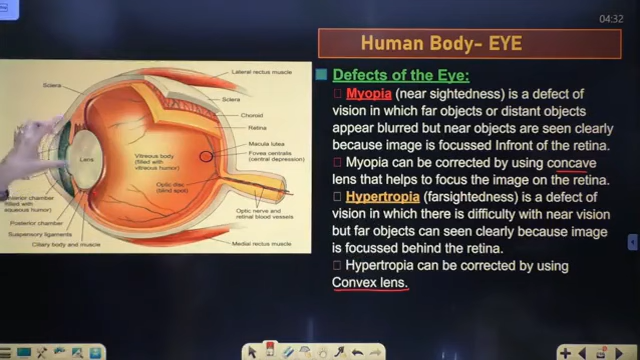 04:32
Human Body- EYE
Defects of the Eye:
Myopia (near sightedness) is a defect of
vision in which far objects or distant objects
appear blurred but near objects are seen clearly
because image is focussed Infront of the retina.
Myopia can be corrected by using concave
lens that helps to focus the image on the retina.
Hypertropia (farsightedness) is a defect of
vision in which there is difficulty with near vision
but far objects can seen clearly because image
is focussed behind the retina.
Hypertropia can be corrected by using
Convex lens.
Lateral rectus muscle
Sclera
Sclera
Choroid
Retina
Macula lutea
Fovea centralis
(central depression)
Lens
Vitreous body
(filled with
vitreous humor)
Optic disc
(blind spot)
Optic nerve and
retinal blood vessels
Anterior chamber
(filled with
aqueous humor)
Posterior chamber
Suspensory ligaments
Ciliary body and muscle
Medial rectus muscle